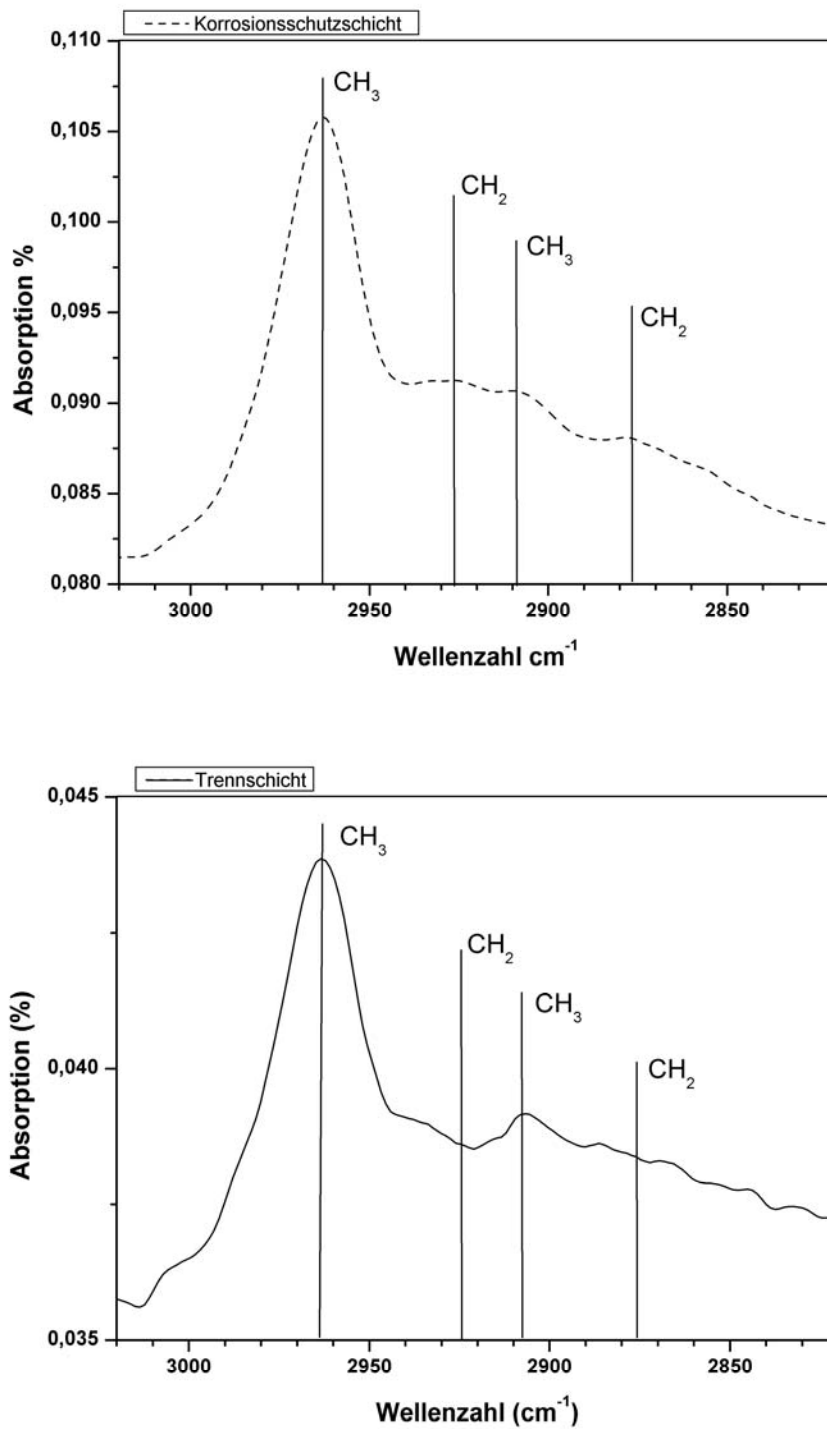 Korrosionsschutzschicht
0,110
0,105
0,100
0,095
0,090
0,085
0,080
Absorption %
CH₃
CH₂
CH₃
CH₂
3000 2950 2900 2850
Wellenzahl cm⁻¹
Trennschicht
0,045
0,040
0,035
Absorption (%)
CH₃
CH₂
CH₃
CH₂
3000 2950 2900 2850
Wellenzahl (cm⁻¹)